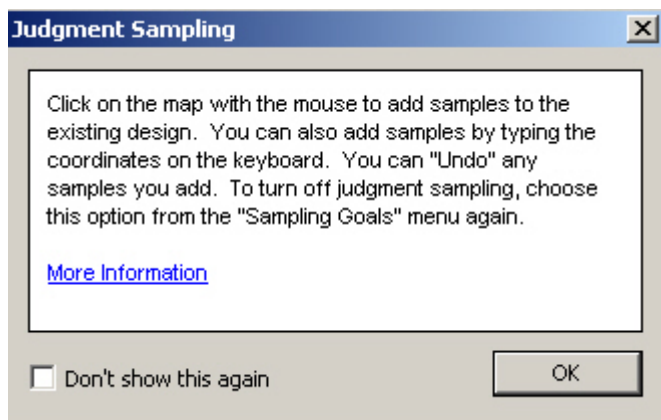 Judgment Sampling
Click on the map with the mouse to add samples to the
existing design.  You can also add samples by typing the
coordinates on the keyboard.  You can "Undo" any
samples you add.  To turn off judgment sampling, choose
this option from the "Sampling Goals" menu again.
More Information
Don't show this again
OK